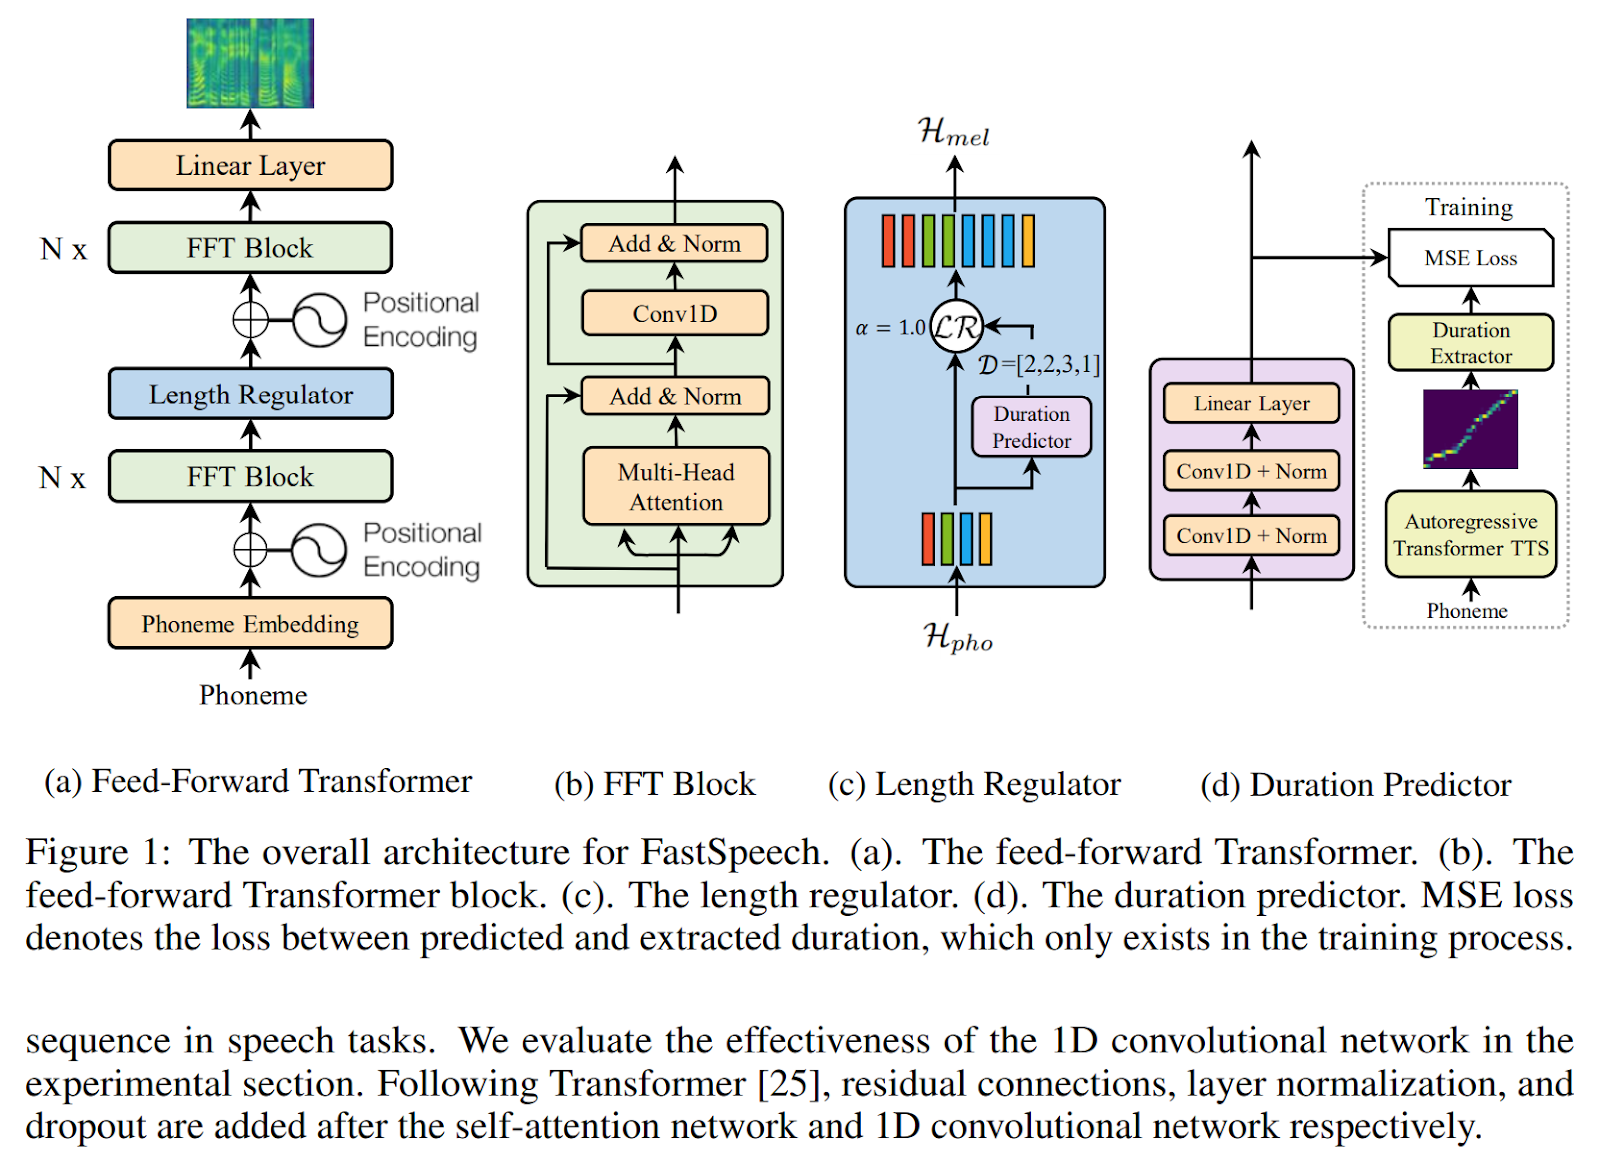 Linear Layer
N x
FFT Block
Positional
Encoding
Length Regulator
N x
FFT Block
Positional
Encoding
Phoneme Embedding
Phoneme
(a) Feed-Forward Transformer
Add & Norm
Conv1D
Add & Norm
Multi-Head
Attention
(b) FFT Block
ℋmel
α = 1.0
ℒℛ
𝒟=[2,2,3,1]
Duration
Predictor
ℋpho
(c) Length Regulator
Linear Layer
Conv1D + Norm
Conv1D + Norm
Training
MSE Loss
Duration
Extractor
Autoregressive
Transformer TTS
Phoneme
(d) Duration Predictor
Figure 1: The overall architecture for FastSpeech. (a). The feed-forward Transformer. (b). The
feed-forward Transformer block. (c). The length regulator. (d). The duration predictor. MSE loss
denotes the loss between predicted and extracted duration, which only exists in the training process.
sequence in speech tasks. We evaluate the effectiveness of the 1D convolutional network in the
experimental section. Following Transformer [25], residual connections, layer normalization, and
dropout are added after the self-attention network and 1D convolutional network respectively.